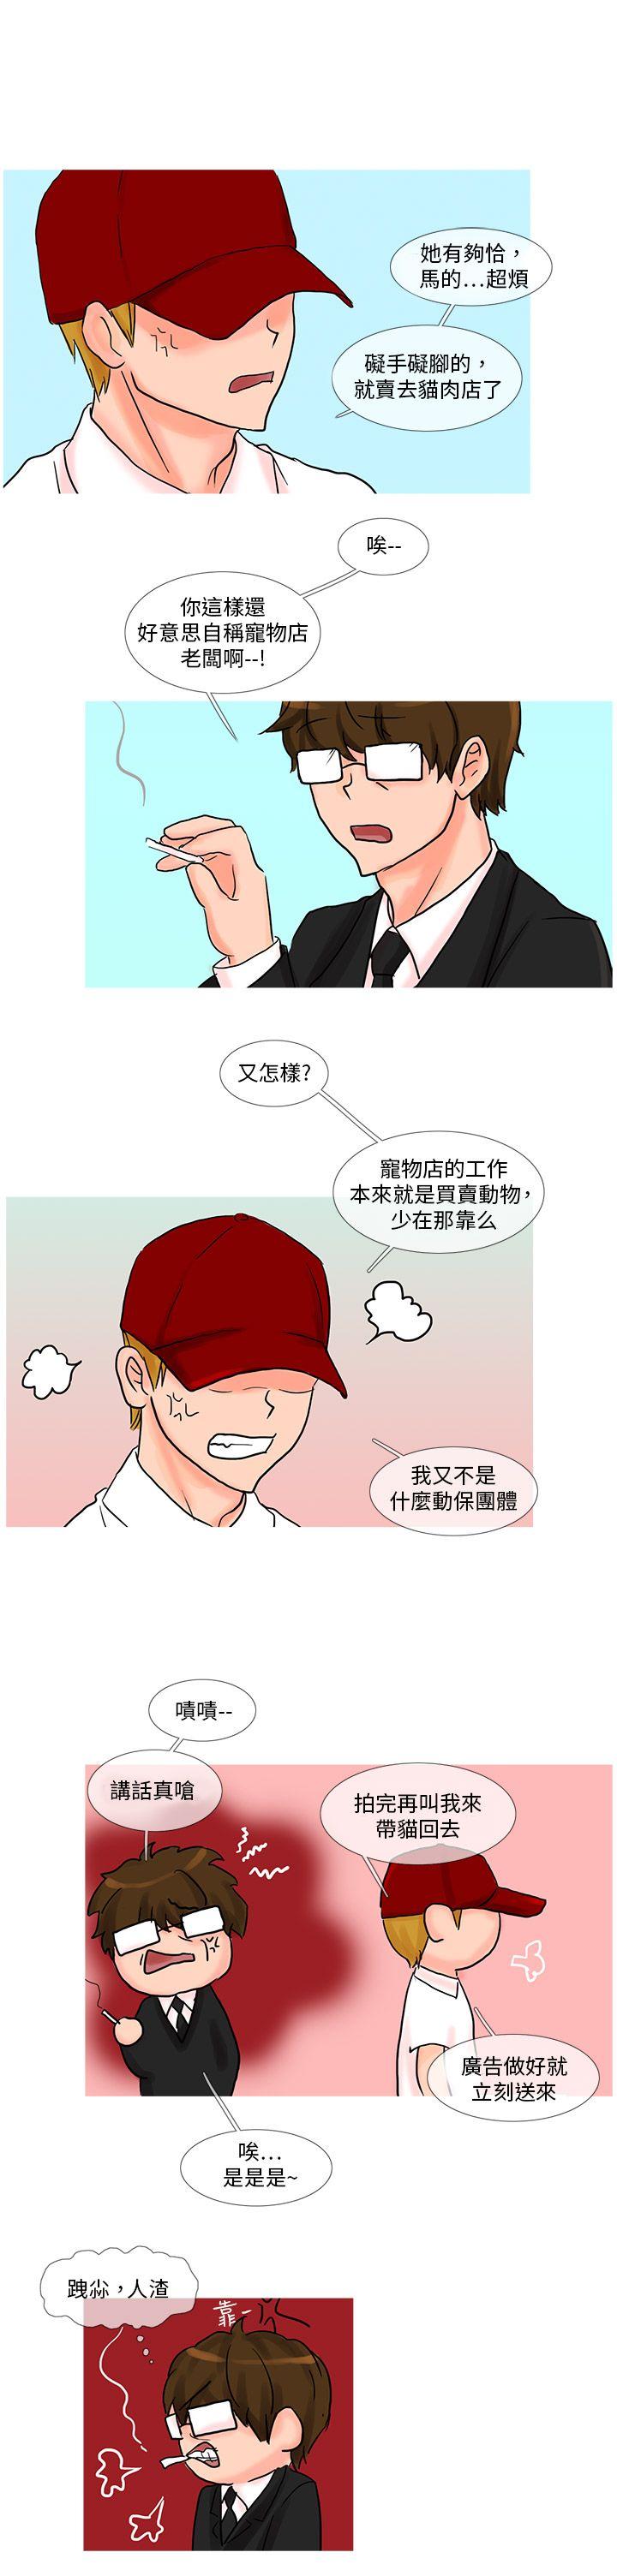 她有夠恰，
馬的...超煩
礙手礙腳的，
就賣去貓肉店了
唉--
你這樣還
好意思自稱寵物店
老闆啊--!
又怎樣?
寵物店的工作
本來就是買賣動物，
少在那靠么
我又不是
什麼動保團體
嘖嘖--
講話真嗆
拍完再叫我來
帶貓回去
廣告做好就
立刻送來
唉...
是是是~
跩尛，人渣
靠-